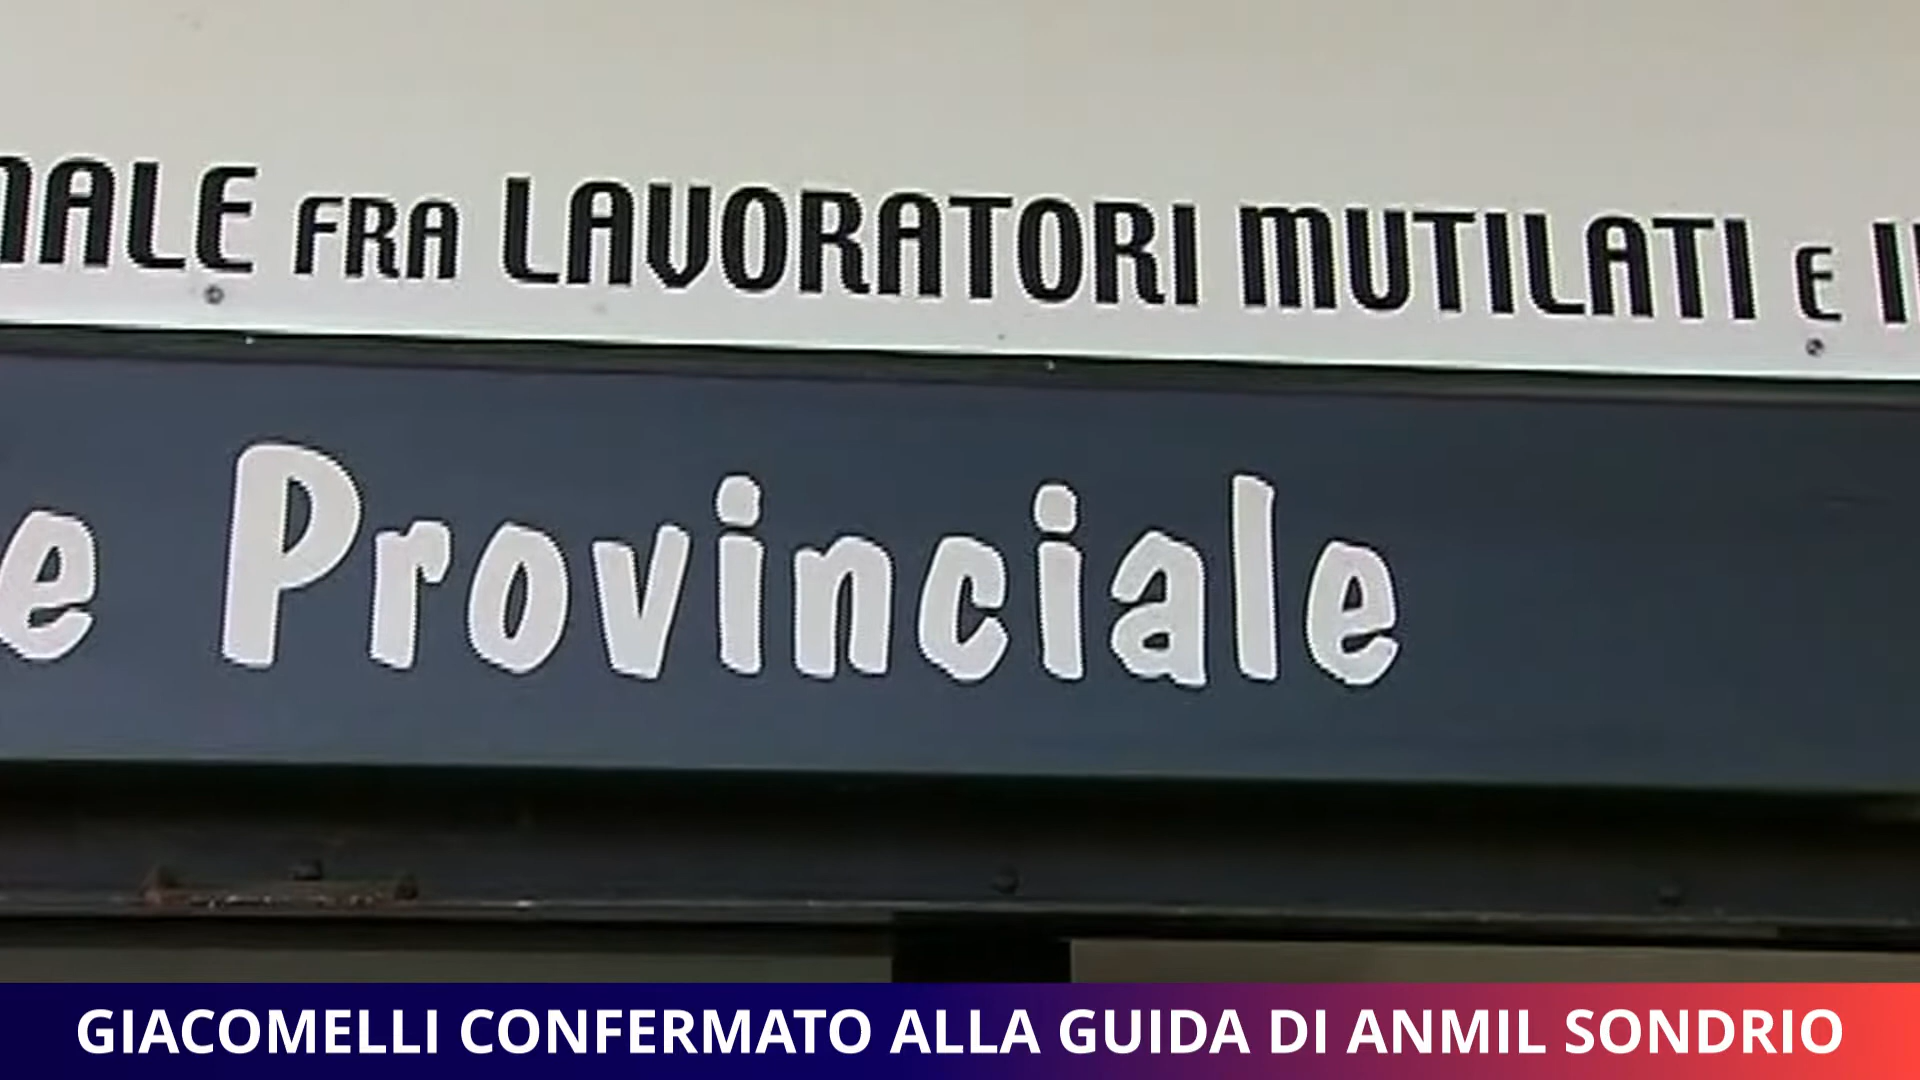 NALE FRA LAVORATORI MUTILATI E
e Provinciale
GIACOMELLI CONFERMATO ALLA GUIDA DI ANMIL SONDRIO